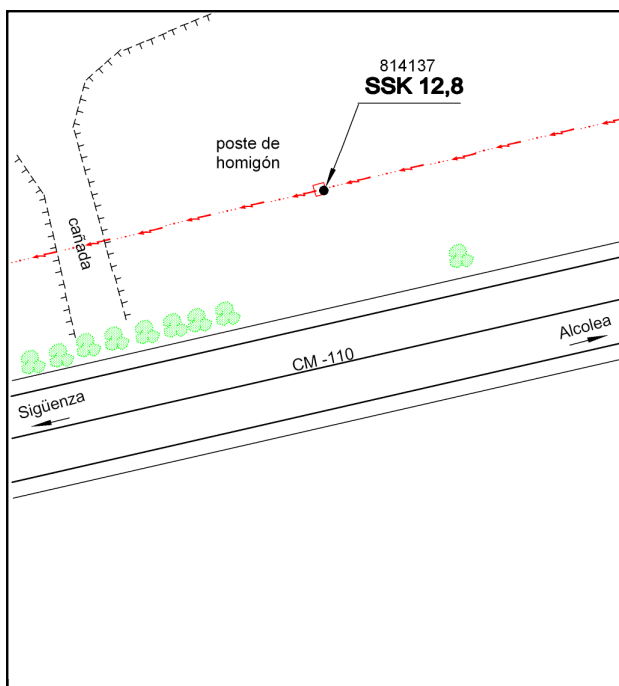 814137
SSK 12,8
poste de
homigón
cañada
Alcolea
CM -110
Sigüenza